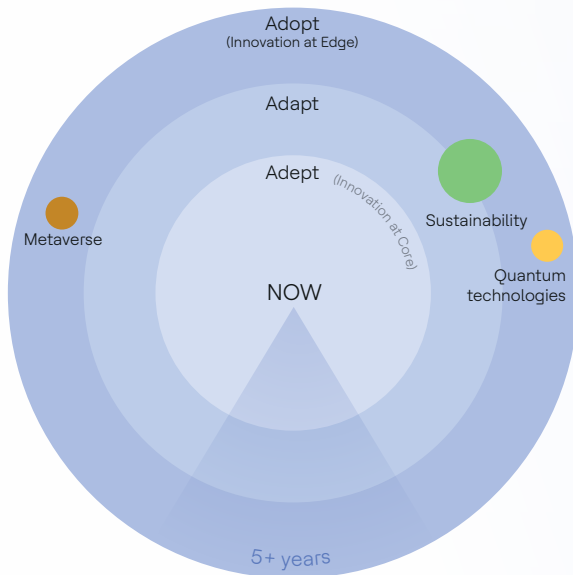 Adopt
(Innovation at Edge)
Adapt
Adept
(Innovation at Core)
Metaverse
Sustainability
Quantum
technologies
NOW
5+ years